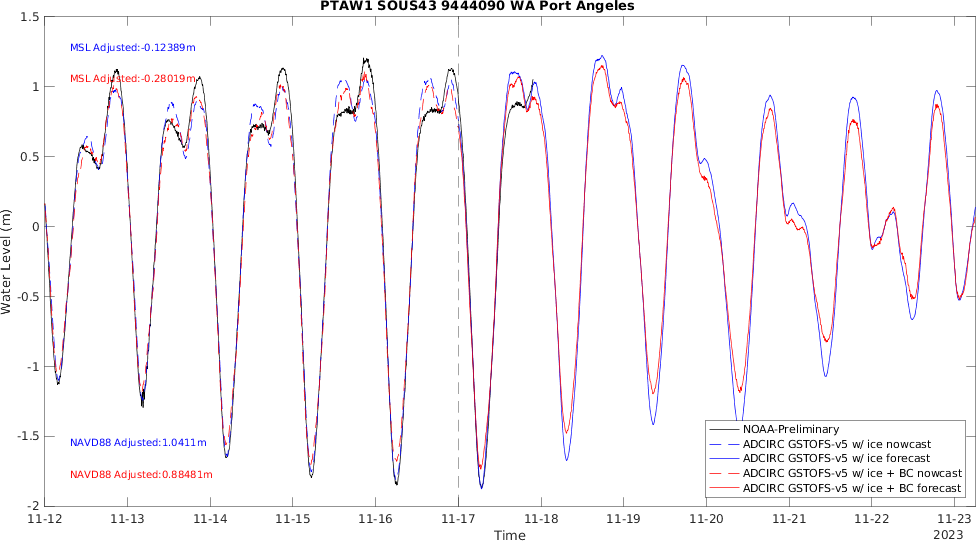 PTAW1 SOUS43 9444090 WA Port Angeles
1.5
1
0.5
0
-0.5
-1
-1.5
-2
Water Level (m)
MSL Adjusted:-0.12389m
MSL Adjusted:-0.28019m
NAVD88 Adjusted:1.0411m
NAVD88 Adjusted:0.88481m
NOAA-Preliminary
ADCIRC GSTOFS-v5 w/ ice nowcast
ADCIRC GSTOFS-v5 w/ ice forecast
ADCIRC GSTOFS-v5 w/ ice + BC nowcast
ADCIRC GSTOFS-v5 w/ ice + BC forecast
11-12 11-13 11-14 11-15 11-16 11-17 11-18 11-19 11-20 11-21 11-22 11-23
2023
Time